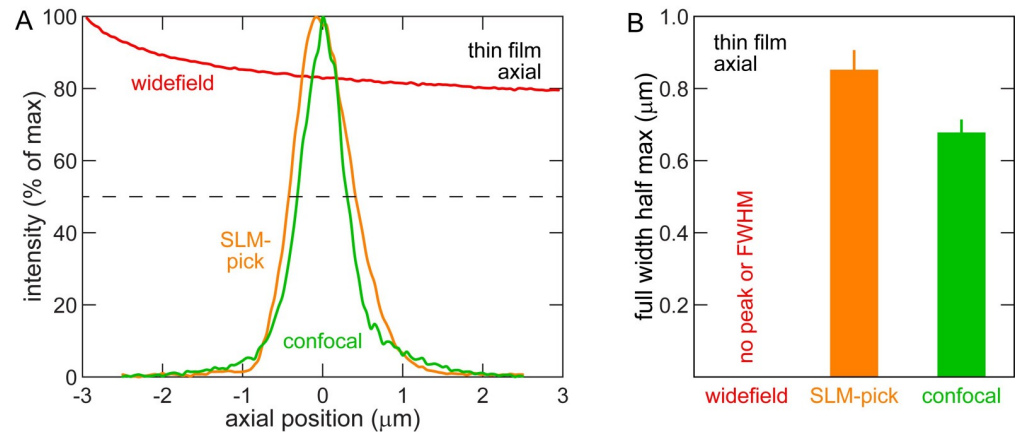 A
intensity (% of max)
100
80
60
40
20
0
-3
-2
-1
0
1
2
3
axial position (μm)
widefield
thin film
axial
SLM-
pick
confocal
B
full width half max (μm)
1.0
0.8
0.6
0.4
0.2
thin film
axial
no peak or FWHM
widefield
SLM-pick
confocal